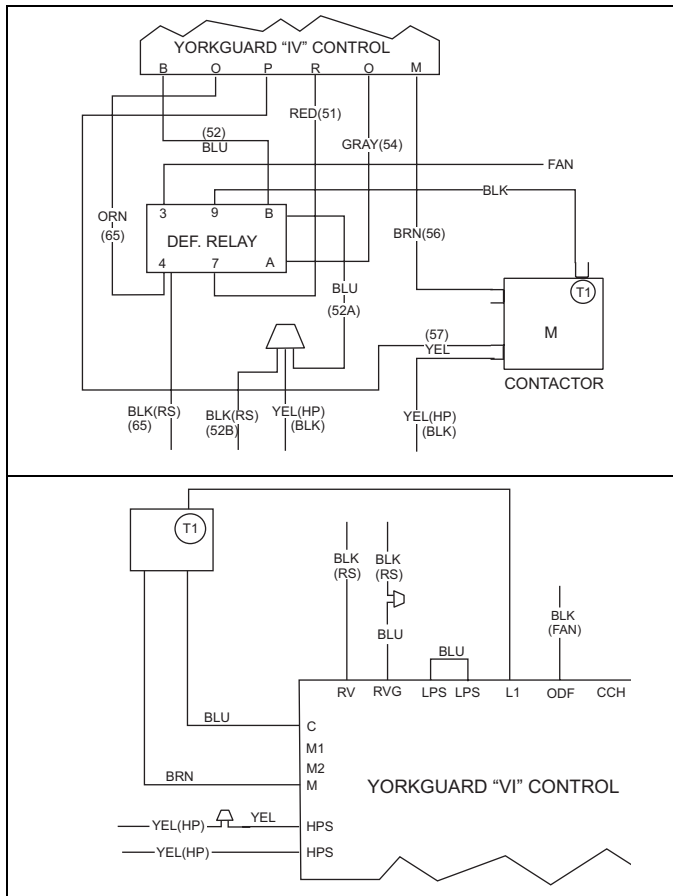 YORKGUARD “IV” CONTROL
B O P R O M
RED(51)
(52)
BLU
GRAY(54)
FAN
BLK
ORN
(65)
3 9 B
DEF. RELAY
4 7 A
BRN(56)
BLU
(52A)
T1
M
(57)
YEL
CONTACTOR
BLK(RS)
(65)
BLK(RS)
(52B)
YEL(HP)
(BLK)
YEL(HP)
(BLK)
T1
BLK
(RS)
BLK
(RS)
BLK
(FAN)
BLU
BLU
RV RVG LPS LPS L1 ODF CCH
BLU
C
M1
M2
BRN
M
YORKGUARD “VI” CONTROL
YEL(HP)
YEL
HPS
YEL(HP)
HPS